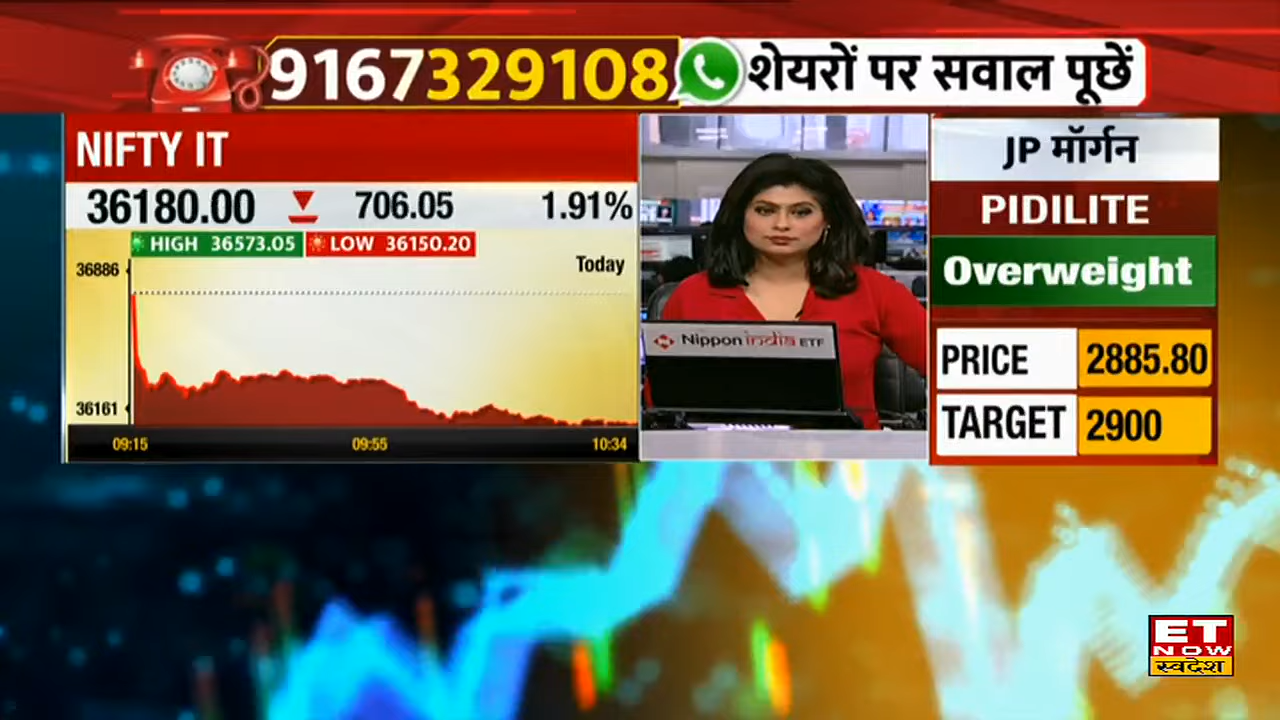 9167329108 शेयरों पर सवाल पूछें
NIFTY IT
36180.00 706.05 1.91%
HIGH 36573.05 LOW 36150.20
Today
36886
36161
09:15 09:55 10:34
Nippon india ETF
JP मॉर्गन
PIDILITE
Overweight
PRICE 2885.80
TARGET 2900
ET
NOW
स्वदेश